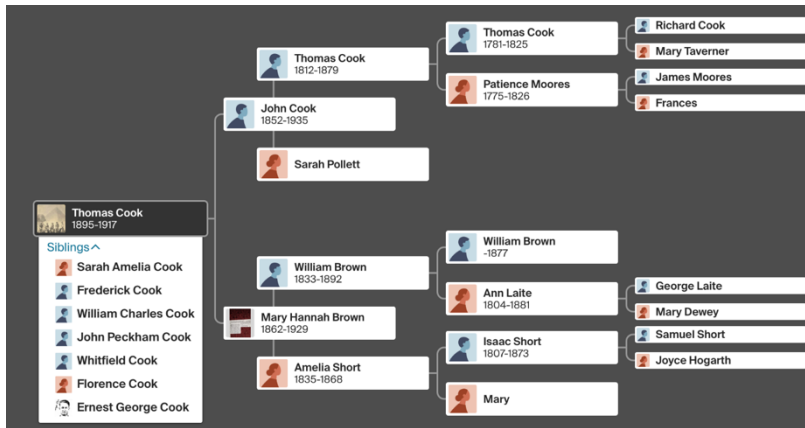 Thomas Cook
1895-1917
Siblings
Sarah Amelia Cook
Frederick Cook
William Charles Cook
John Peckham Cook
Whitfield Cook
Florence Cook
Ernest George Cook
John Cook
1852-1935
Thomas Cook
1812-1879
Sarah Pollett
Thomas Cook
1781-1825
Patience Moores
1775-1826
Richard Cook
Mary Taverner
James Moores
Frances
Mary Hannah Brown
1862-1929
William Brown
1833-1892
Amelia Short
1835-1868
William Brown
-1877
Ann Laite
1804-1881
Isaac Short
1807-1873
Mary
George Laite
Mary Dewey
Samuel Short
Joyce Hogarth